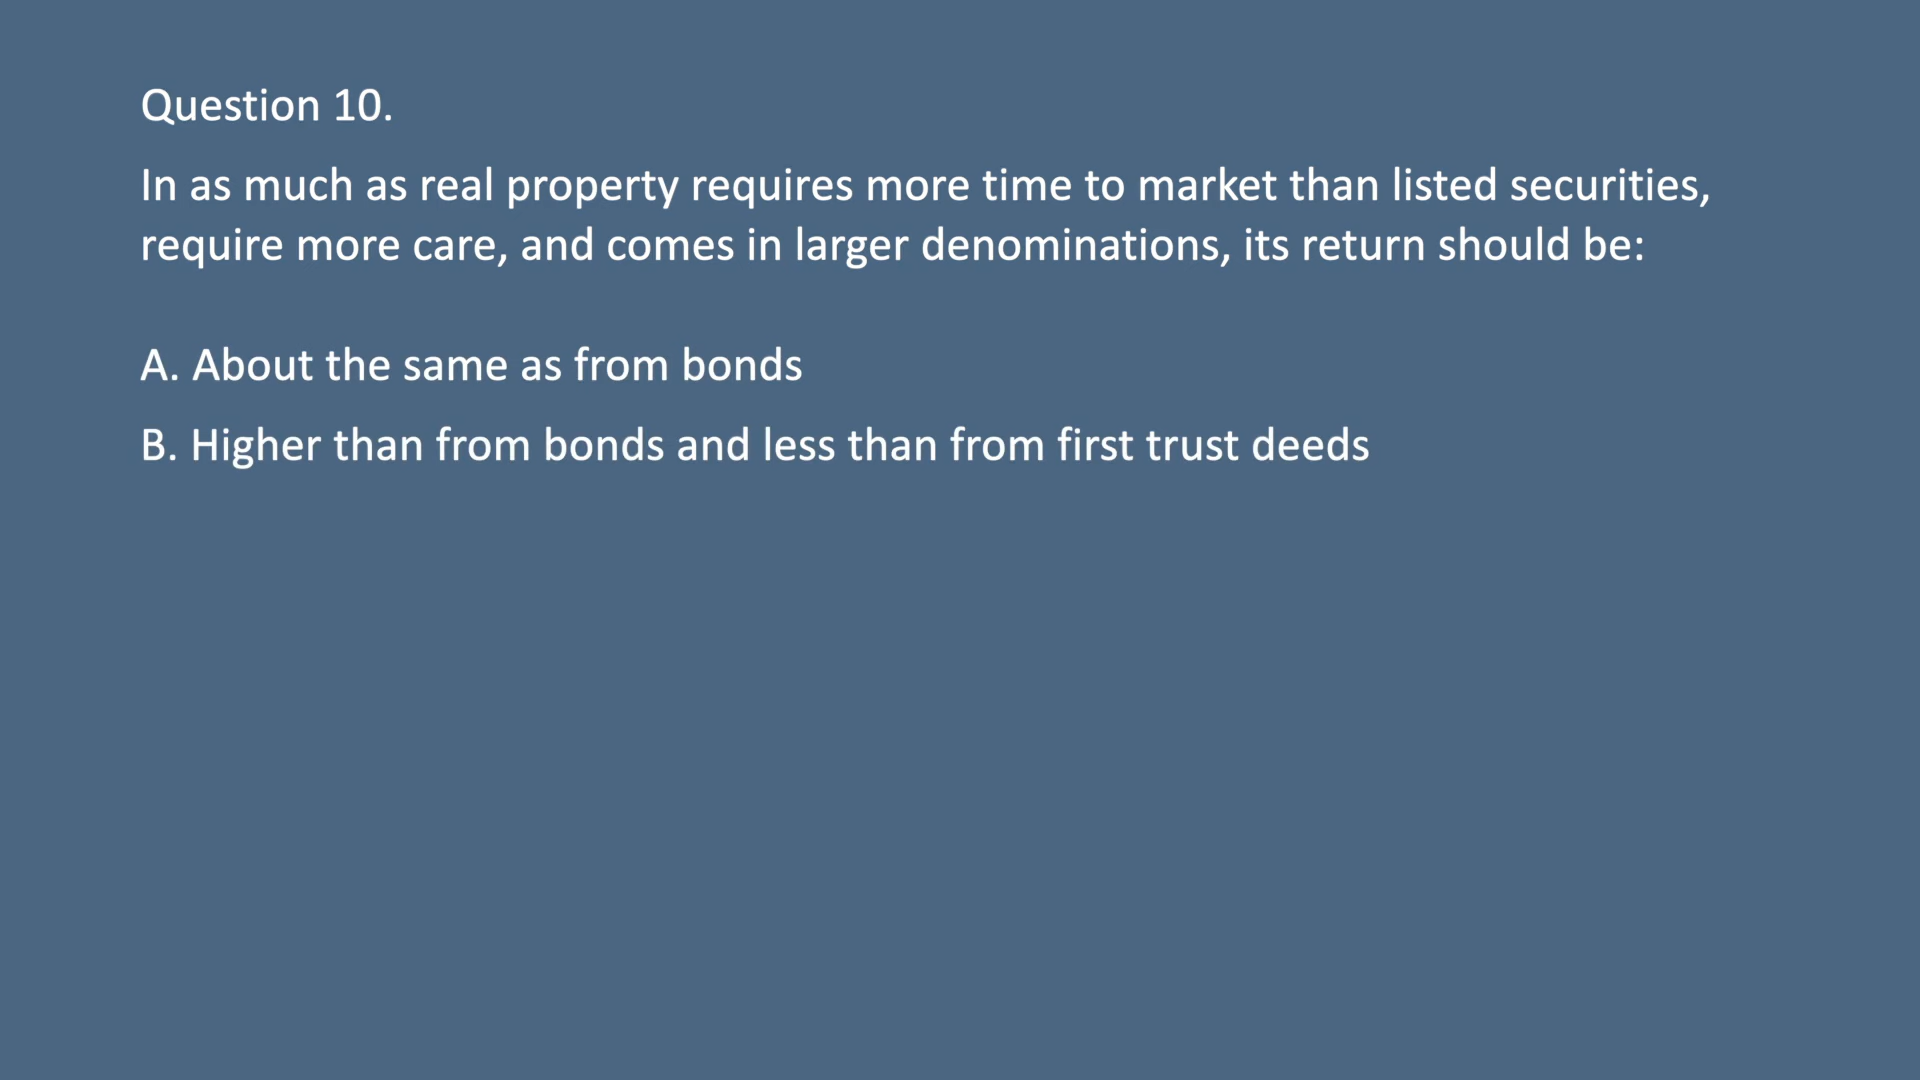 Question 10.
In as much as real property requires more time to market than listed securities,
require more care, and comes in larger denominations, its return should be:
A. About the same as from bonds
B. Higher than from bonds and less than from first trust deeds